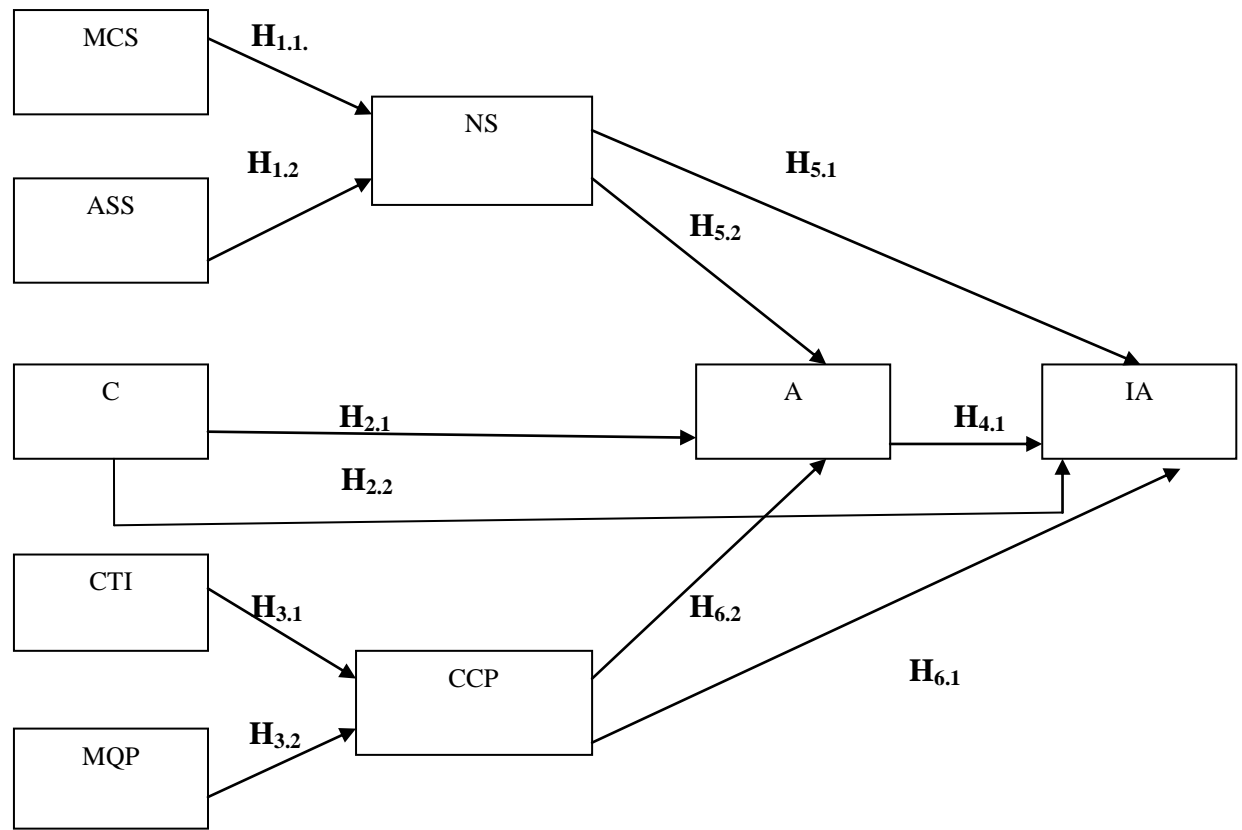 MCS
H1.1.
NS
H1.2
ASS
H5.1
H5.2
C
A
IA
H2.1
H4.1
H2.2
CTI
H3.1
H6.2
CCP
H6.1
H3.2
MQP